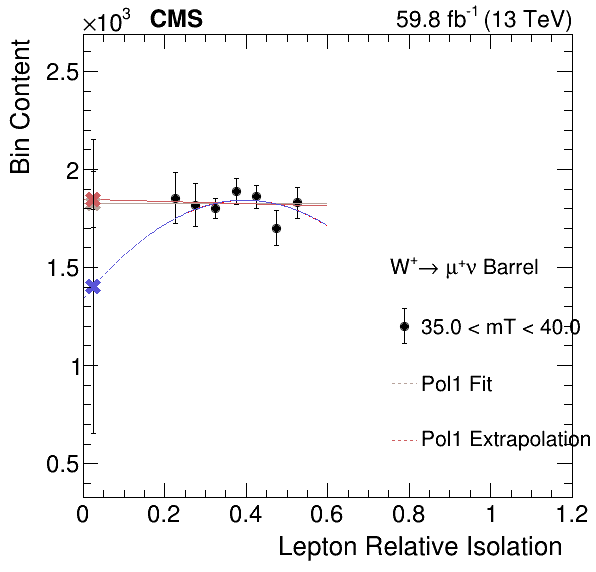 ×10³ CMS 59.8 fb⁻¹ (13 TeV)
Bin Content
2.5
2
1.5
1
0.5
W⁺→ μ⁺ν Barrel
35.0 < mT < 40.0
Pol1 Fit
Pol1 Extrapolation
0 0.2 0.4 0.6 0.8 1 1.2
Lepton Relative Isolation